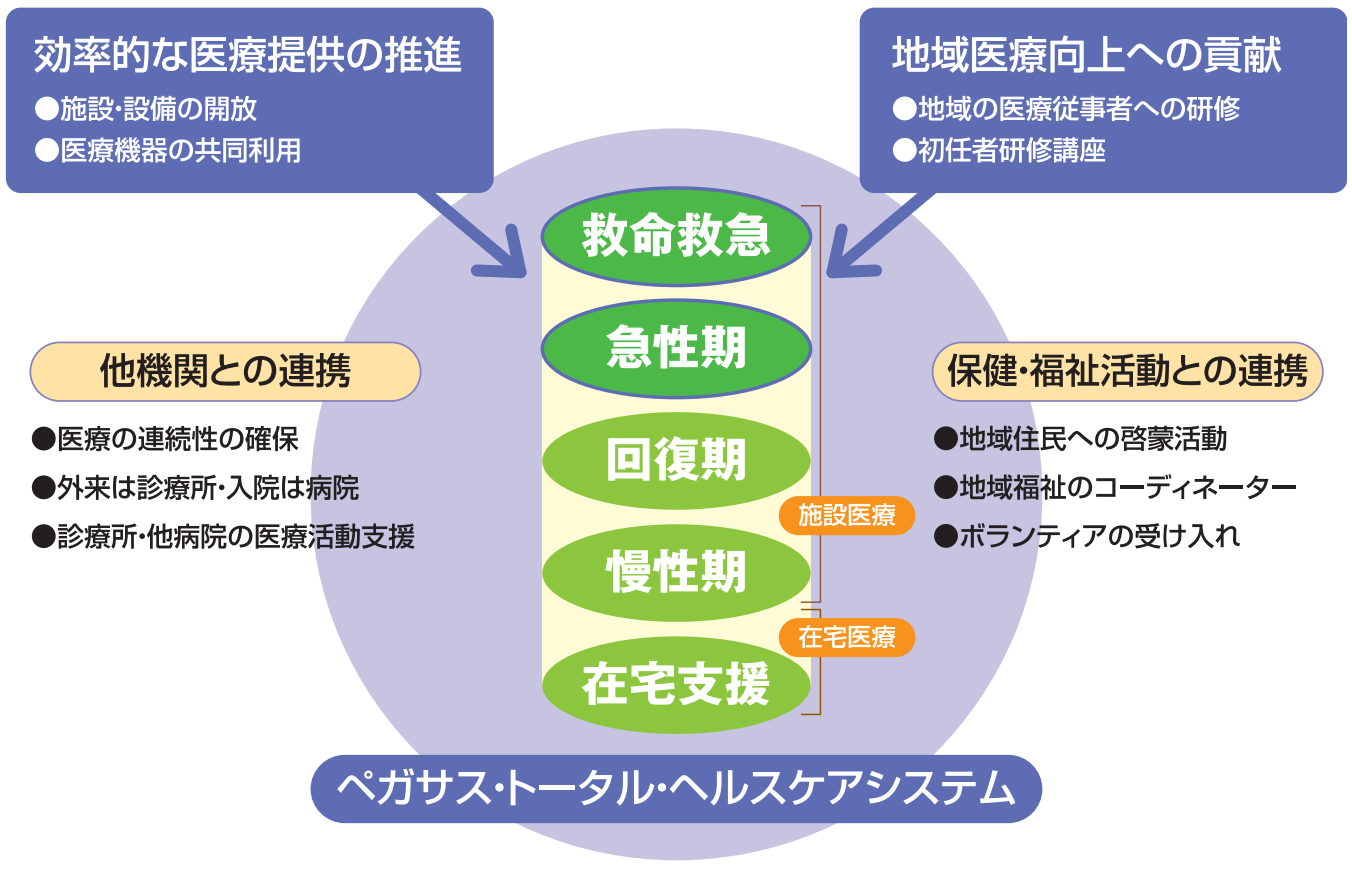 効率的な医療提供の推進
●施設・設備の開放
●医療機器の共同利用
地域医療向上への貢献
●地域の医療従事者への研修
●初任者研修講座
救命救急
急性期
回復期
慢性期
在宅支援
施設医療
在宅医療
他機関との連携
●医療の連続性の確保
●外来は診療所・入院は病院
●診療所・他病院の医療活動支援
保健・福祉活動との連携
●地域住民への啓蒙活動
●地域福祉のコーディネーター
●ボランティアの受け入れ
ペガサス・トータル・ヘルスケアシステム